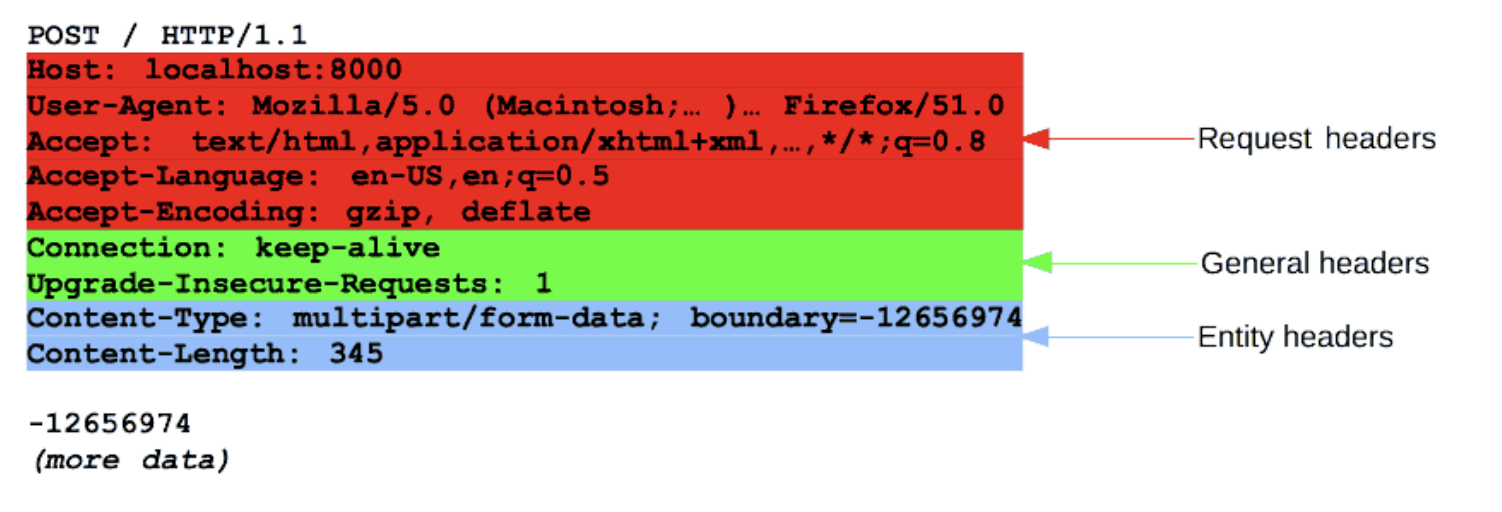 POST / HTTP/1.1
Host: localhost:8000
User-Agent: Mozilla/5.0 (Macintosh;… )… Firefox/51.0
Accept: text/html,application/xhtml+xml,…,*/*;q=0.8
Request headers
Accept-Language: en-US,en;q=0.5
Accept-Encoding: gzip, deflate
Connection: keep-alive
General headers
Upgrade-Insecure-Requests: 1
Content-Type: multipart/form-data; boundary=-12656974
Entity headers
Content-Length: 345
-12656974
(more data)